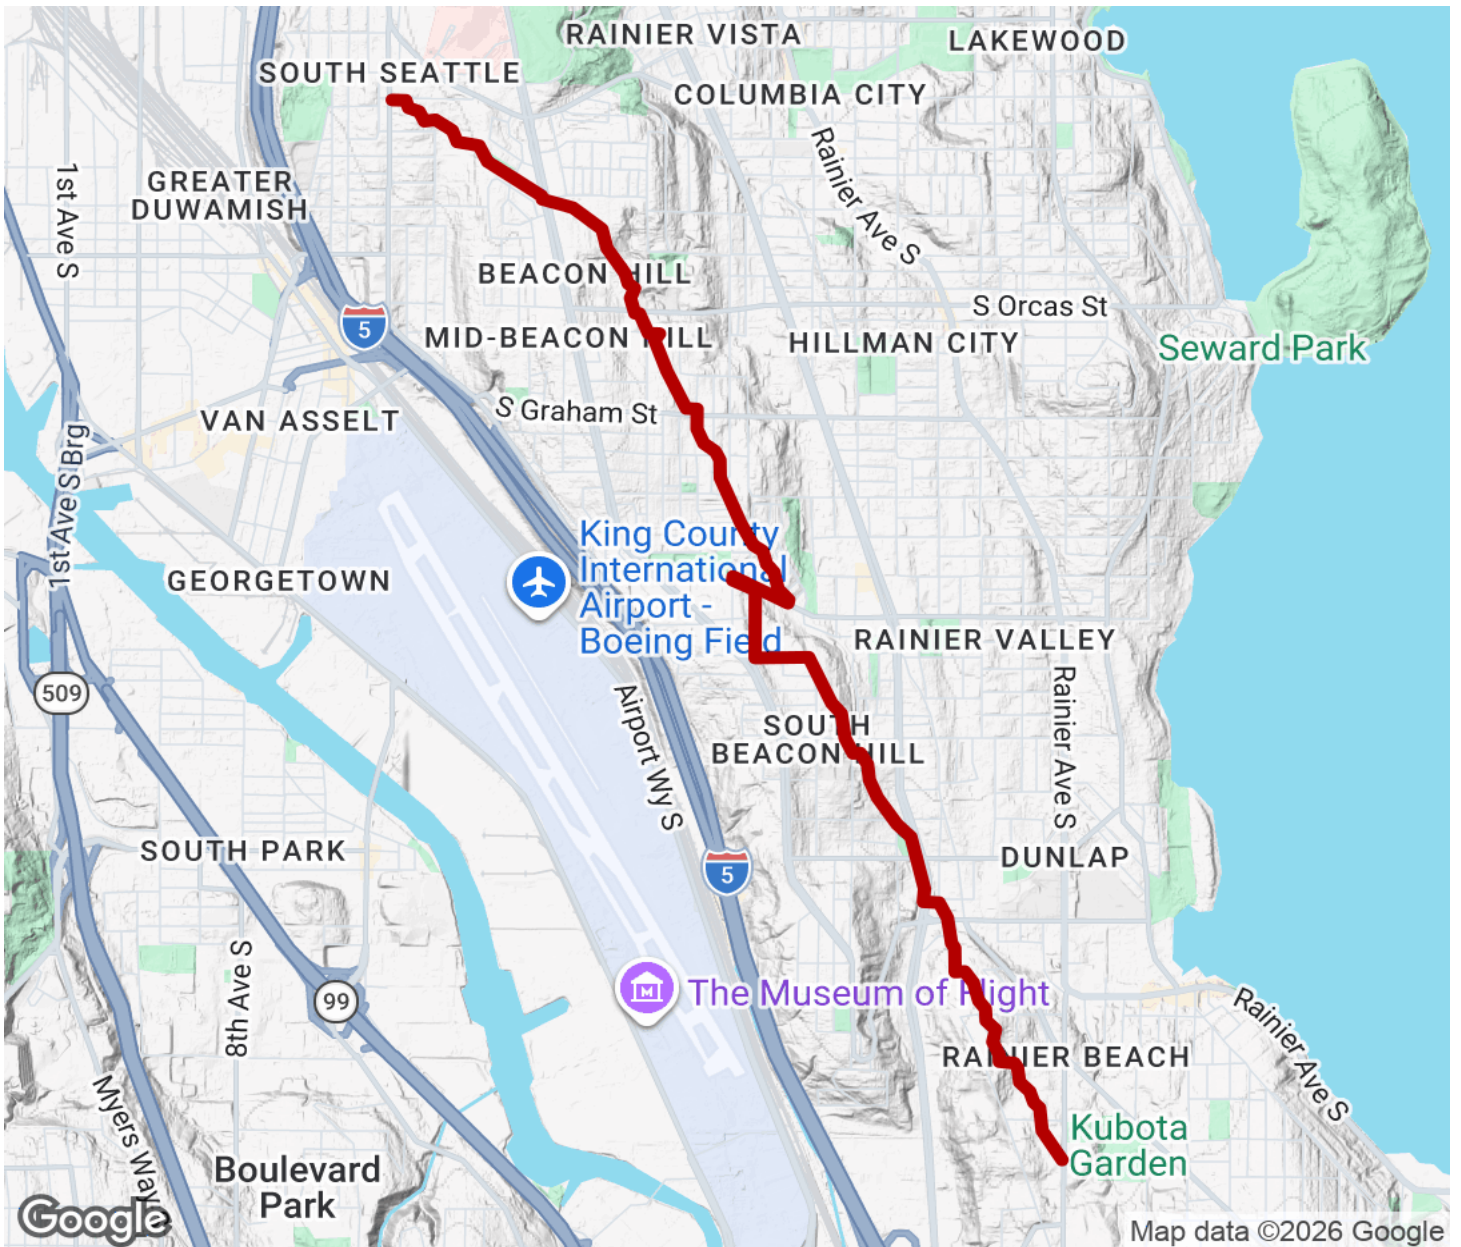 RAINIER VISTA
LAKEWOOD
SOUTH SEATTLE
COLUMBIA CITY
Rainier Ave S
1st Ave S
GREATER
DUWAMISH
BEACON HILL
S Orcas St
5
MID-BEACON HILL
HILLMAN CITY
Seward Park
S Graham St
VAN ASSELT
1st Ave S Brg
King County
International
Airport -
Boeing Field
GEORGETOWN
RAINIER VALLEY
509
Airport Wy S
Rainier Ave S
SOUTH
BEACON HILL
SOUTH PARK
DUNLAP
5
8th Ave S
99
M
The Museum of Flight
Rainier Ave S
RAINIER BEACH
Myers Way S
Kubota
Garden
Boulevard
Park
Google
Map data ©2026 Google